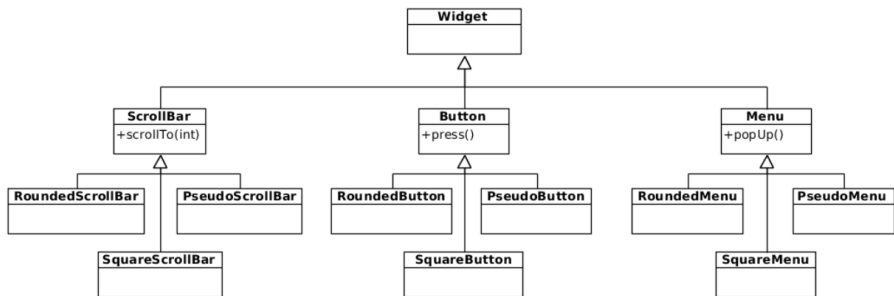 Widget
ScrollBar
+scrollTo(int)
Button
+press()
Menu
+popUp()
RoundedScrollBar
PseudoScrollBar
RoundedButton
PseudoButton
RoundedMenu
PseudoMenu
SquareScrollBar
SquareButton
SquareMenu